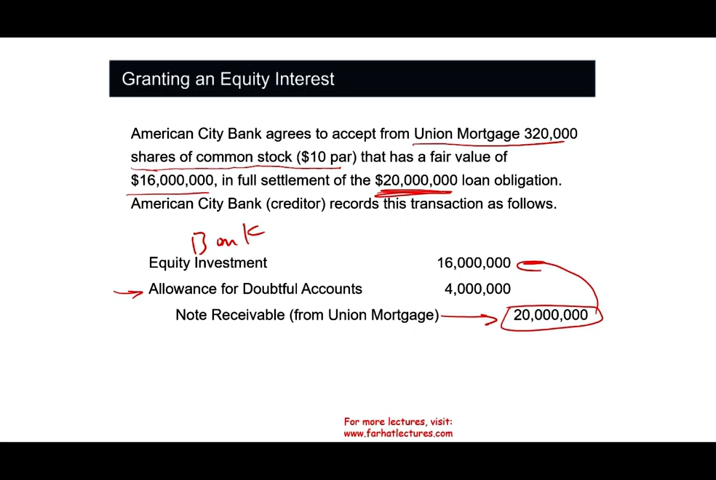 Granting an Equity Interest
American City Bank agrees to accept from Union Mortgage 320,000
shares of common stock ($10 par) that has a fair value of
$16,000,000, in full settlement of the $20,000,000 loan obligation.
American City Bank (creditor) records this transaction as follows.
Bank
Equity Investment 16,000,000
Allowance for Doubtful Accounts 4,000,000
Note Receivable (from Union Mortgage) 20,000,000
For more lectures, visit:
www.farhatlectures.com